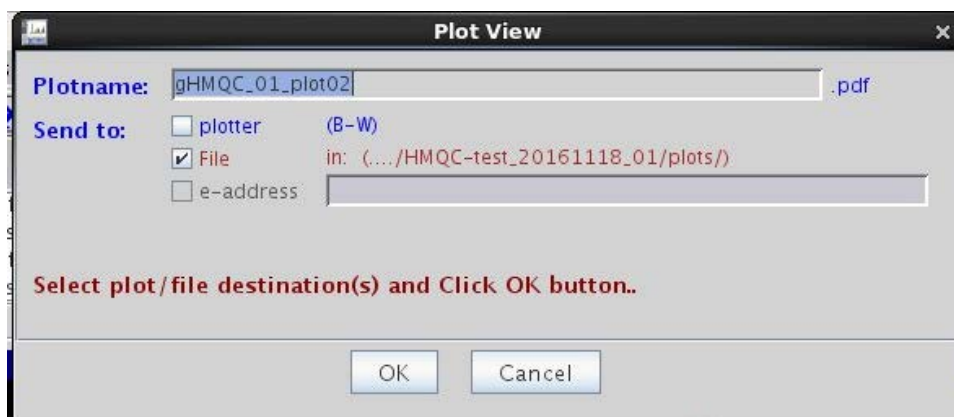 Plot View
Plotname: gHMQC_01_plot02 .pdf
Send to: plotter (B-W)
File in: (..../HMQC-test_20161118_01/plots/)
e-address
Select plot/file destination(s) and Click OK button..
OK Cancel